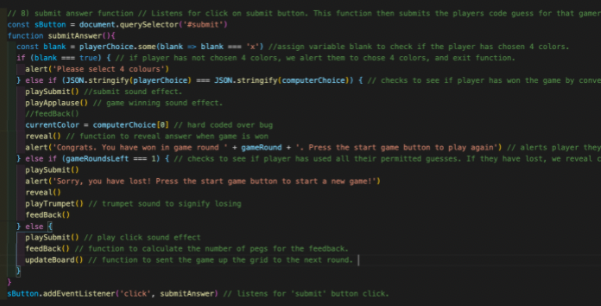 // 8) submit answer function // Listens for click on submit button. This function then submits the players code guess for that gamer
const sButton = document.querySelector('#submit')
function submitAnswer(){
const blank = playerChoice.some(blank => blank === 'x') //assign variable blank to check if the player has chosen 4 colors.
if (blank === true) { // if player has not chosen 4 colors, we alert them to chose 4 colors, and exit function.
alert('Please select 4 colours')
} else if (JSON.stringify(playerChoice) === JSON.stringify(computerChoice)) { // checks to see if player has won the game by conve
playSubmit() //submit sound effect.
playApplause() // game winning sound effect.
//feedBack()
currentColor = computerChoice[0] // hard coded over bug
reveal() // function to reveal answer when game is won
alert('Congrats. You have won in game round ' + gameRound + '. Press the start game button to play again') // alerts player they
} else if (gameRoundsLeft === 1) { // checks to see if player has used all their permitted guesses. If they have lost, we reveal c
playSubmit()
alert('Sorry, you have lost! Press the start game button to start a new game!')
reveal()
playTrumpet() // trumpet sound to signify losing
feedBack()
} else {
playSubmit() // play click sound effect
feedBack() // function to calculate the number of pegs for the feedback.
updateBoard() // function to sent the game up the grid to the next round.
}
}
sButton.addEventListener('click', submitAnswer) // listens for 'submit' button click.